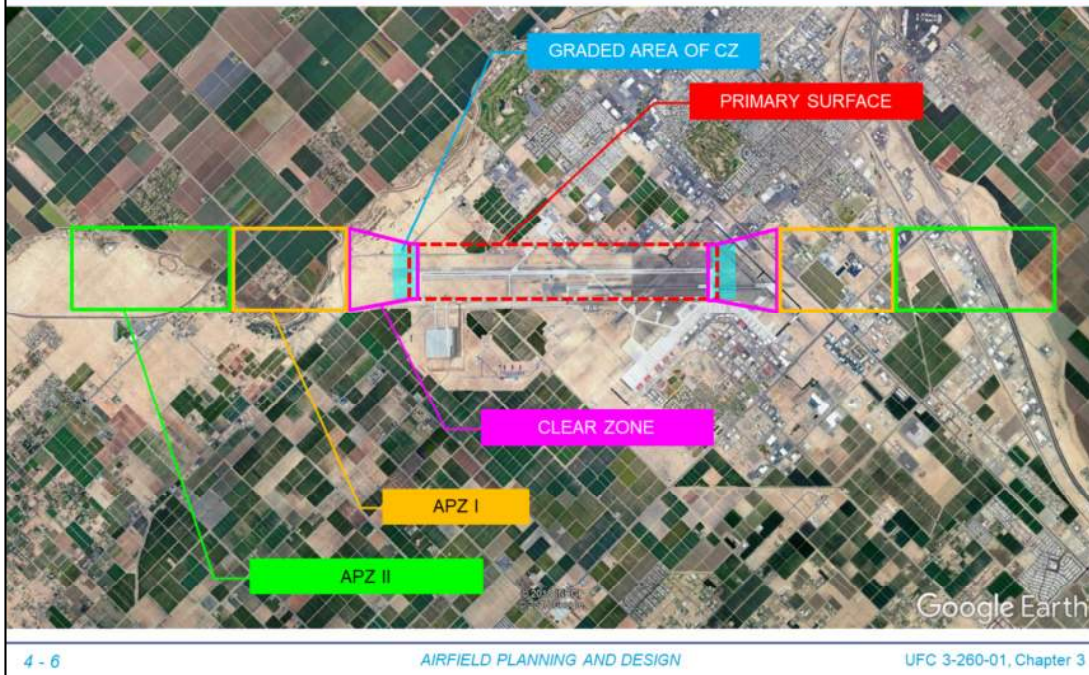 GRADED AREA OF CZ
PRIMARY SURFACE
CLEAR ZONE
APZ I
APZ II
Google Earth
4 - 6
AIRFIELD PLANNING AND DESIGN
UFC 3-260-01, Chapter 3